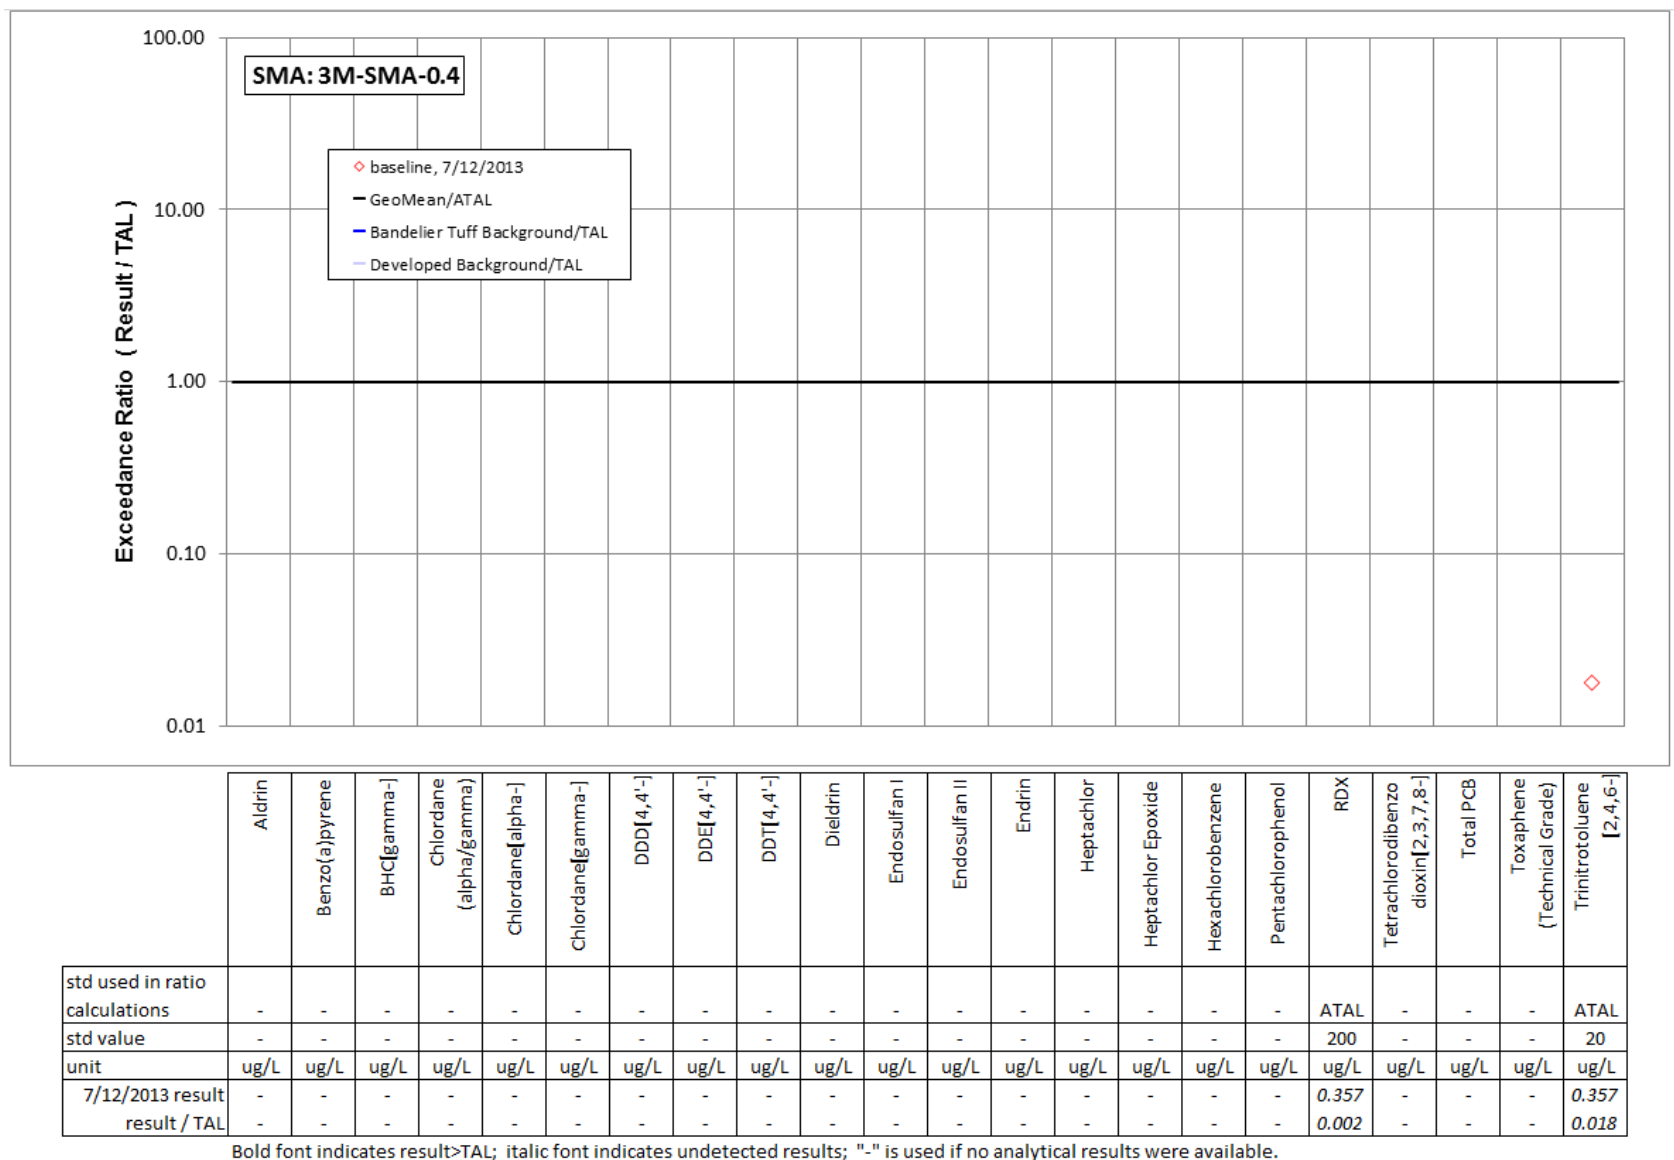 100.00
SMA: 3M-SMA-0.4
baseline, 7/12/2013
GeoMean/ATAL
Bandelier Tuff Background/TAL
Developed Background/TAL
Exceedance Ratio ( Result / TAL )
10.00
1.00
0.10
0.01
Aldrin
Benzo(a)pyrene
BHC[gamma-]
Chlordane
(alpha/gamma)
Chlordane[alpha-]
Chlordane[gamma-]
DDD[4,4'-]
DDE[4,4'-]
DDT[4,4'-]
Dieldrin
Endosulfan I
Endosulfan II
Endrin
Heptachlor
Heptachlor Epoxide
Hexachlorobenzene
Pentachlorophenol
RDX
Tetrachlorodibenzo
dioxin[2,3,7,8-]
Total PCB
Toxaphene
(Technical Grade)
Trinitrotoluene
[2,4,6-]
std used in ratio
calculations - - - - - - - - - - - - - - - - - ATAL - - - ATAL
std value - - - - - - - - - - - - - - - - - 200 - - - 20
unit ug/L ug/L ug/L ug/L ug/L ug/L ug/L ug/L ug/L ug/L ug/L ug/L ug/L ug/L ug/L ug/L ug/L ug/L ug/L ug/L ug/L ug/L
7/12/2013 result - - - - - - - - - - - - - - - - - 0.357 - - - 0.357
result / TAL - - - - - - - - - - - - - - - - - 0.002 - - - 0.018
Bold font indicates result>TAL; italic font indicates undetected results; "-" is used if no analytical results were available.